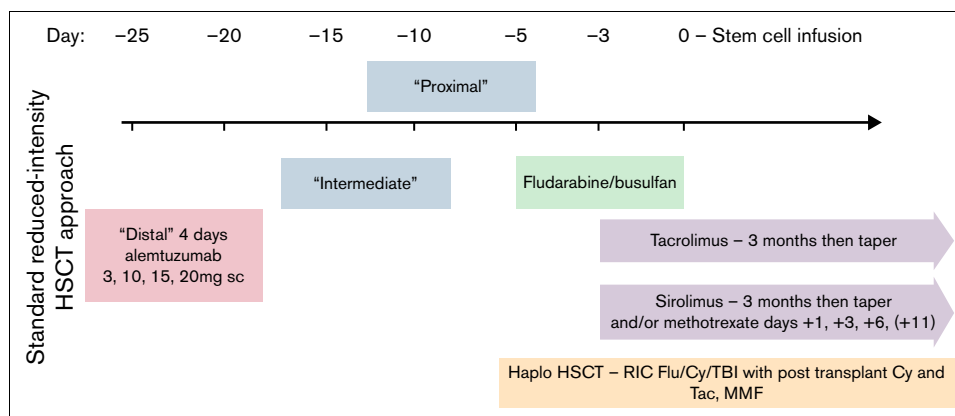 Day: −25 −20 −15 −10 −5 −3 0 – Stem cell infusion
Standard reduced-intensity
HSCT approach
“Proximal”
“Intermediate”
Fludarabine/busulfan
“Distal” 4 days
alemtuzumab
3, 10, 15, 20mg sc
Tacrolimus – 3 months then taper
Sirolimus – 3 months then taper
and/or methotrexate days +1, +3, +6, (+11)
Haplo HSCT – RIC Flu/Cy/TBI with post transplant Cy and
Tac, MMF